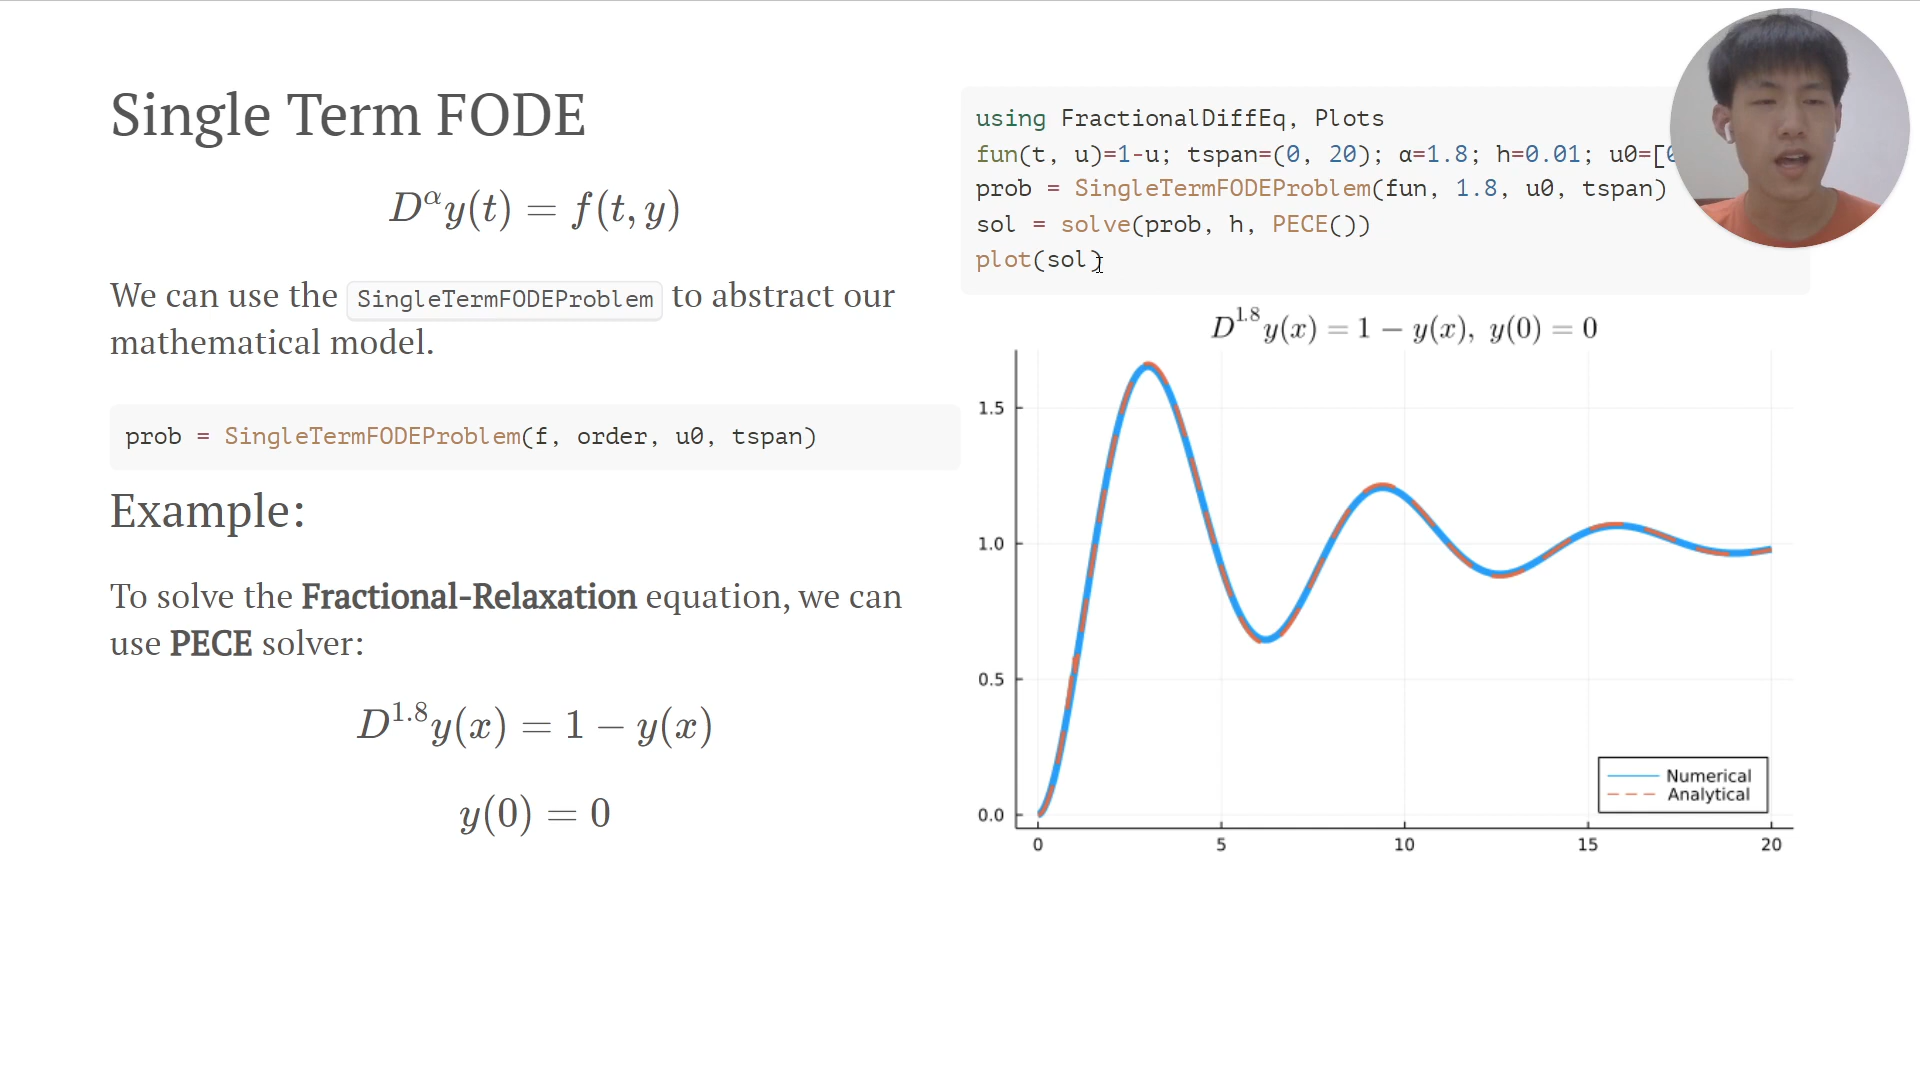 Single Term FODE
D^α y(t) = f(t, y)
We can use the SingleTermFODEProblem to abstract our
mathematical model.
prob = SingleTermFODEProblem(f, order, u0, tspan)
Example:
To solve the Fractional-Relaxation equation, we can
use PECE solver:
D^1.8 y(x) = 1 − y(x)
y(0) = 0
using FractionalDiffEq, Plots
fun(t, u)=1-u; tspan=(0, 20); α=1.8; h=0.01; u0=[
prob = SingleTermFODEProblem(fun, 1.8, u0, tspan)
sol = solve(prob, h, PECE())
plot(sol)
D^1.8 y(x) = 1 − y(x), y(0) = 0
1.5
1.0
0.5
0.0
0 5 10 15 20
Numerical
Analytical